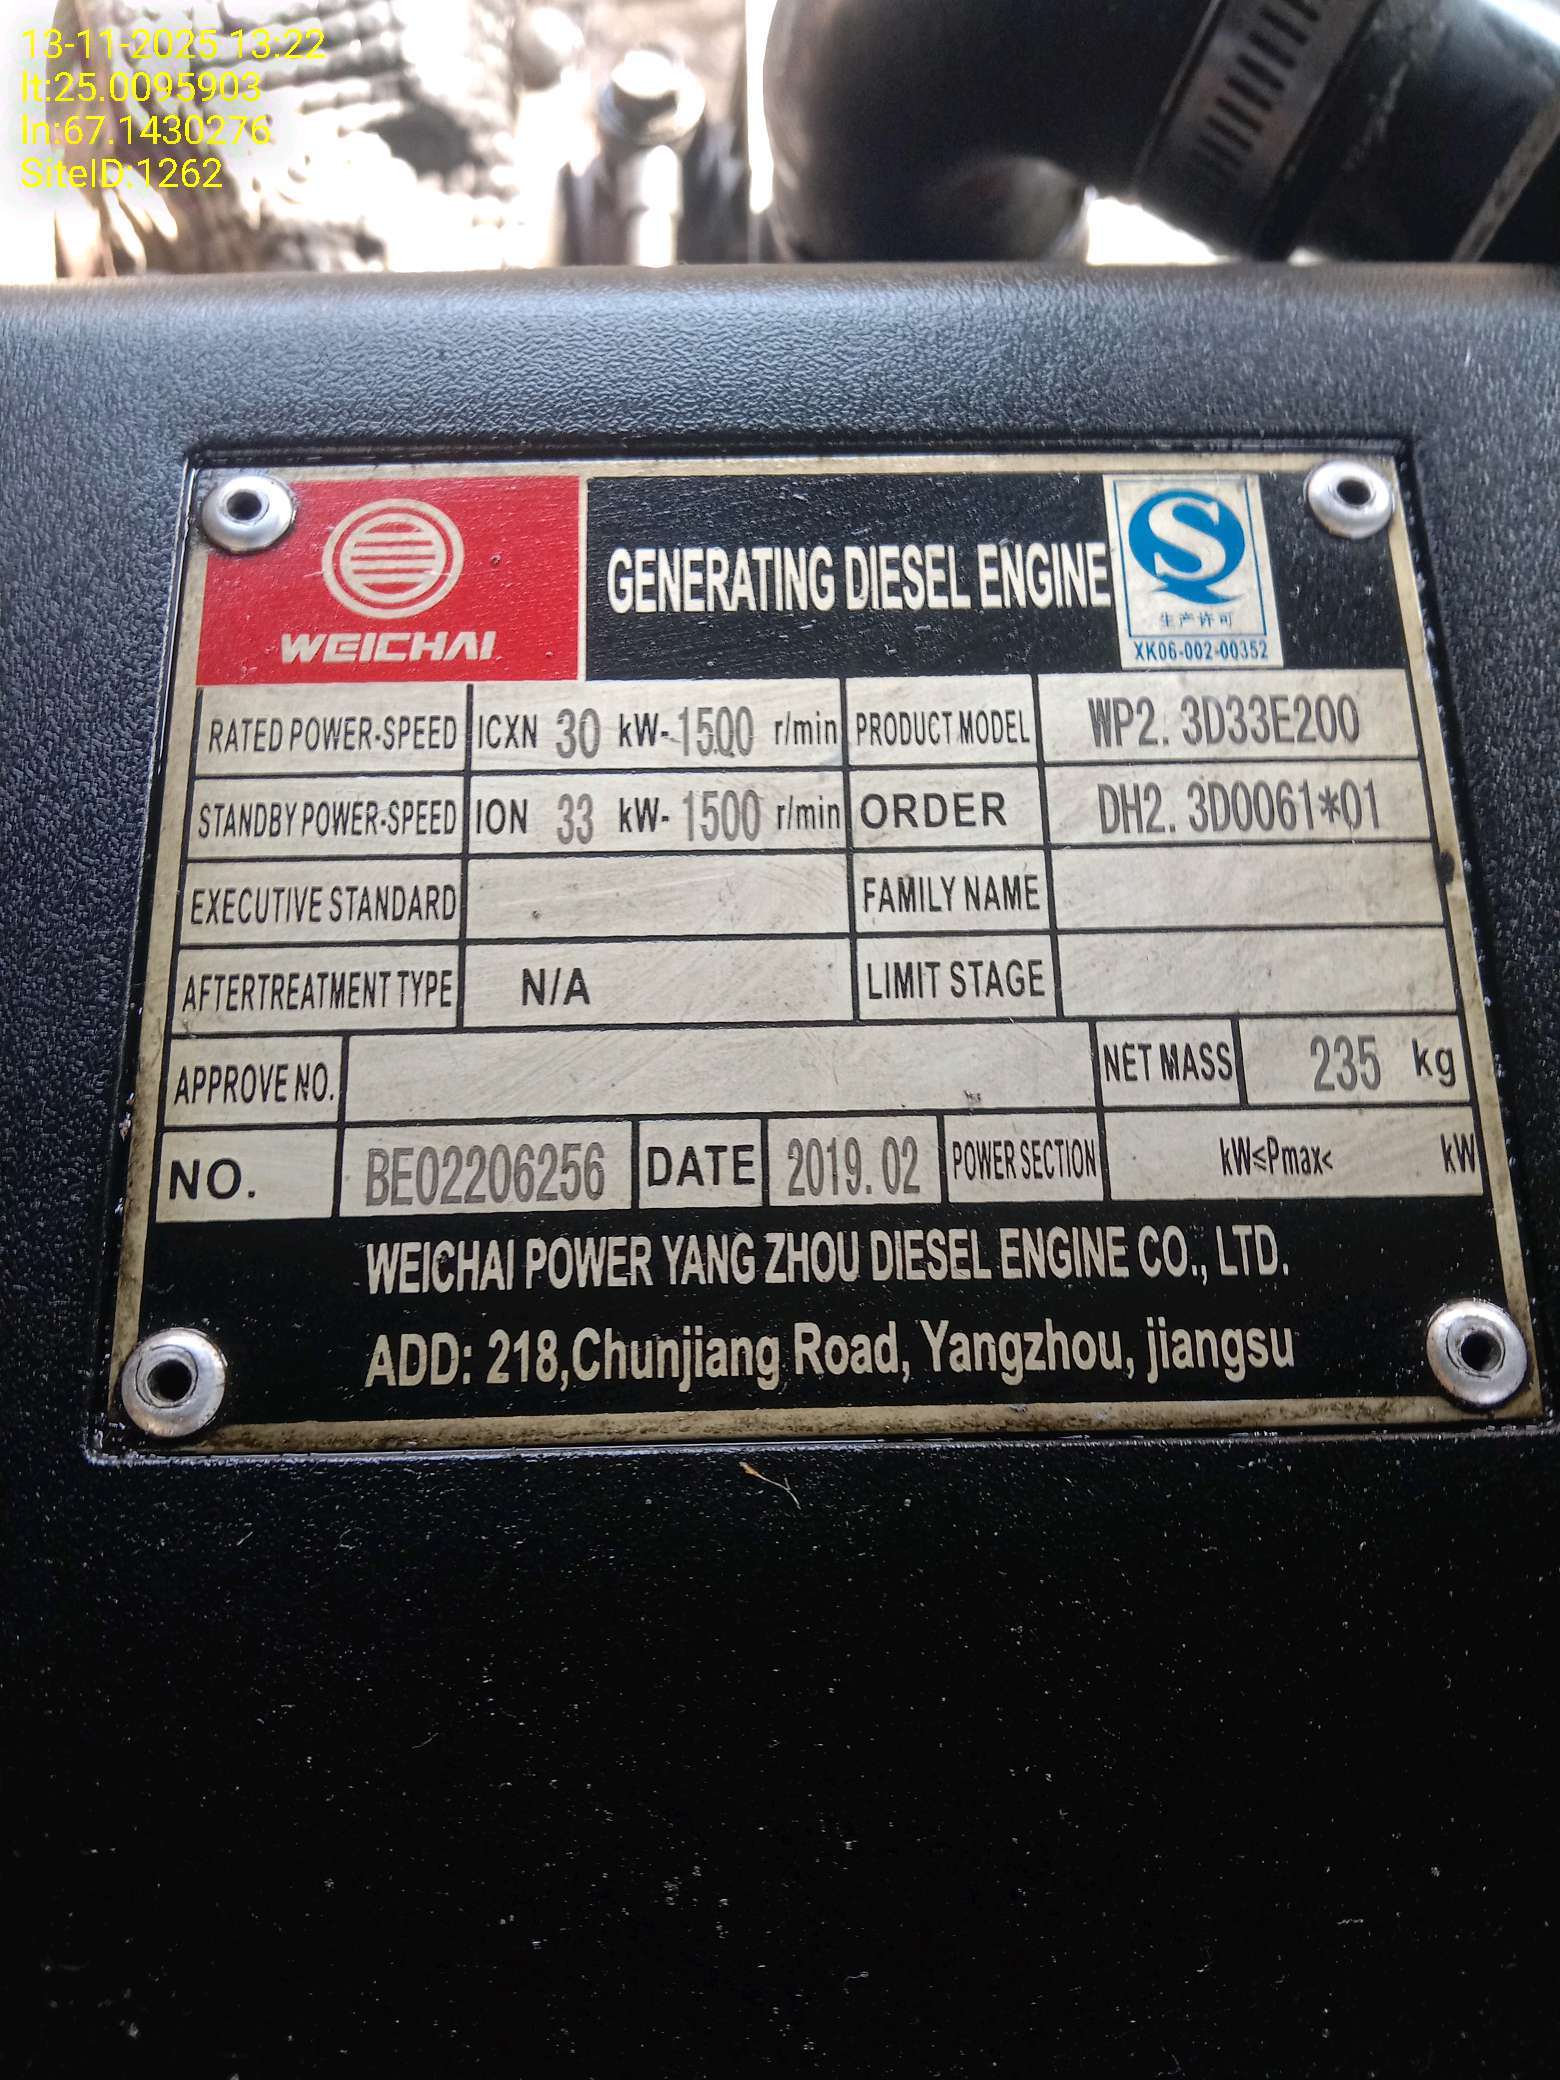 13-11-2025 13:22
lt:25.0095903
ln:67.1430276
SiteID:1262
WEICHAI
GENERATING DIESEL ENGINE
S
生产许可
XK06-002-00352
RATED POWER-SPEED ICXN 30 kW-1500 r/min PRODUCT MODEL WP2. 3D33E200
STANDBY POWER-SPEED ION 33 kW-1500 r/min ORDER DH2. 3D0061*01
EXECUTIVE STANDARD FAMILY NAME
AFTERTREATMENT TYPE N/A LIMIT STAGE
APPROVE NO. NET MASS 235 kg
NO. BE02206256 DATE 2019.02 POWER SECTION kW≤Pmax< kW
WEICHAI POWER YANG ZHOU DIESEL ENGINE CO., LTD.
ADD: 218,Chunjiang Road, Yangzhou, jiangsu